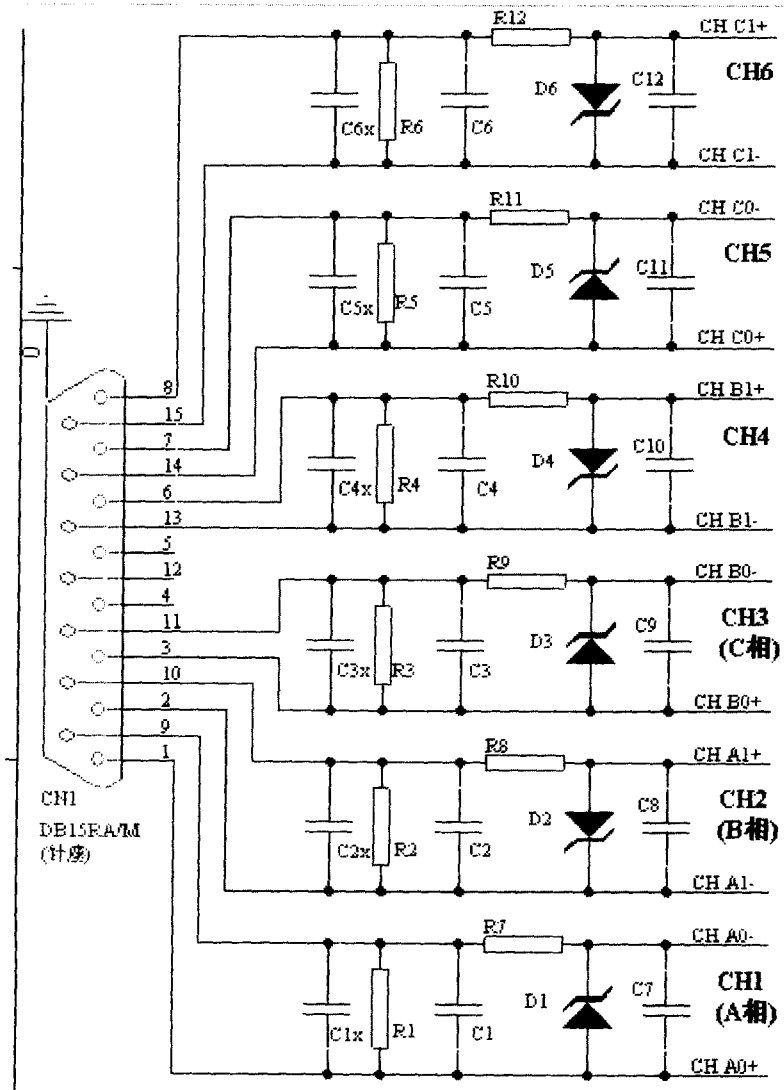 R12
CH C1+
CH6
D6
C12
C6x
R6
C6
CH C1-
R11
CH C0-
CH5
D5
C11
C5x
R5
C5
CH C0+
0
8
15
7
14
6
13
5
12
4
11
3
10
2
9
1
R10
CH B1+
CH4
D4
C10
C4x
R4
C4
CH B1-
R9
CH B0-
CH3
(C相)
D3
C9
C3x
R3
C3
CH B0+
R8
CH A1+
CH2
(B相)
D2
C8
C2x
R2
C2
CH A1-
CN1
DB15RA/M
(针座)
R7
CH A0-
CH1
(A相)
D1
C7
C1x
R1
C1
CH A0+